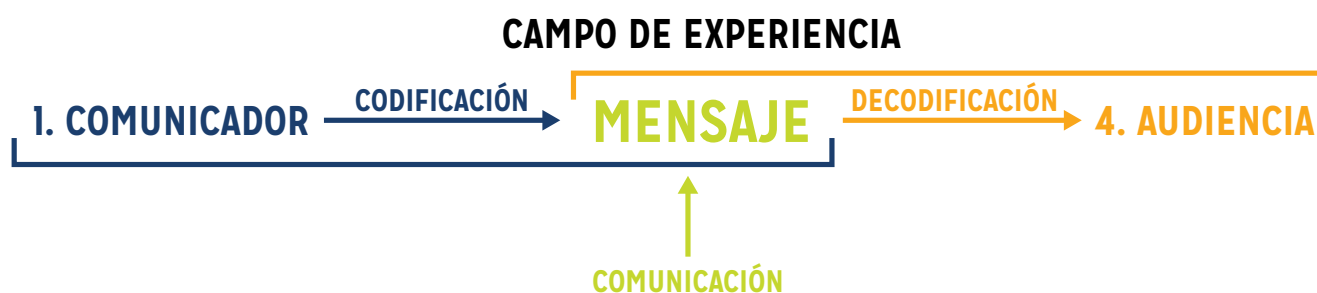 CAMPO DE EXPERIENCIA
1. COMUNICADOR
CODIFICACIÓN
MENSAJE
DECODIFICACIÓN
4. AUDIENCIA
COMUNICACIÓN